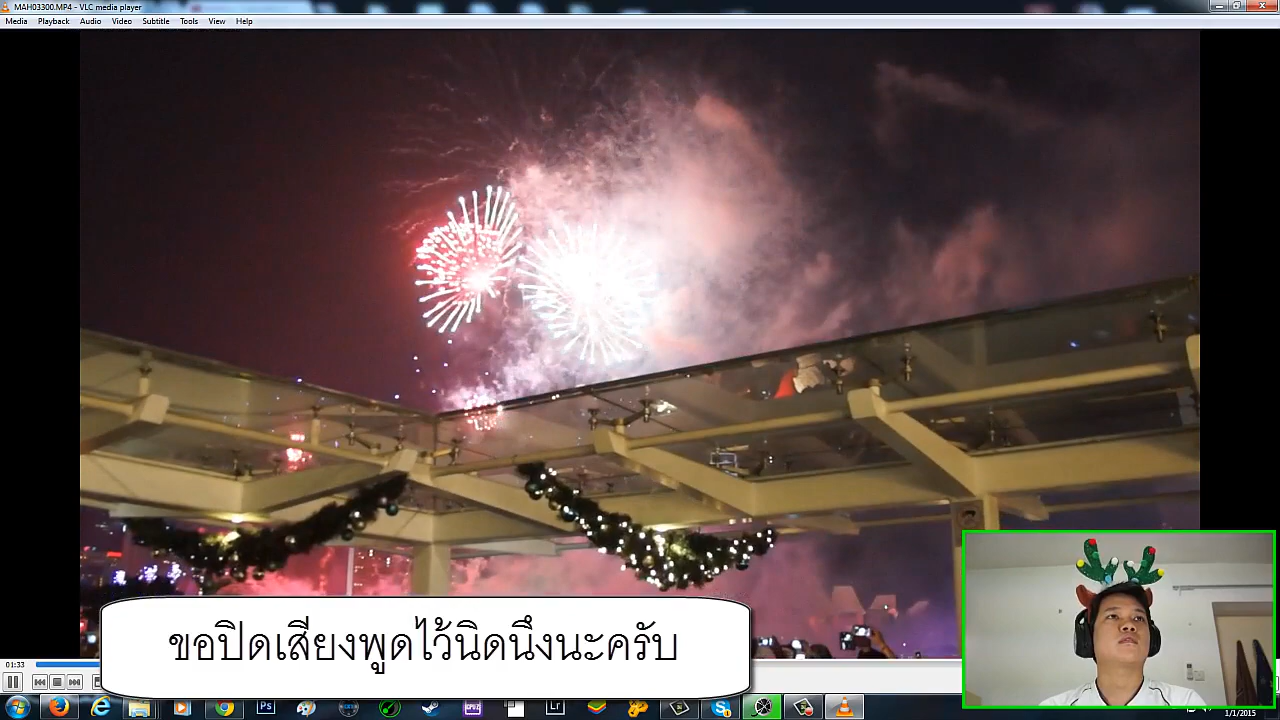 MAH03300.MP4 - VLC media player
Media Playback Audio Video Subtitle Tools View Help
ขอปิดเสียงพูดไว้นิดนึงนะครับ
01:33
Ps
Lr
1/1/2015